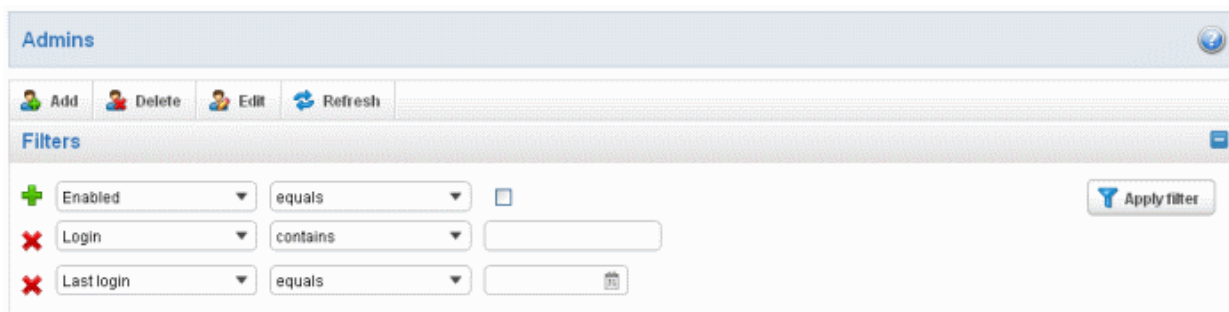 Admins
Add Delete Edit Refresh
Filters
Enabled equals Apply filter
Login contains
Last login equals